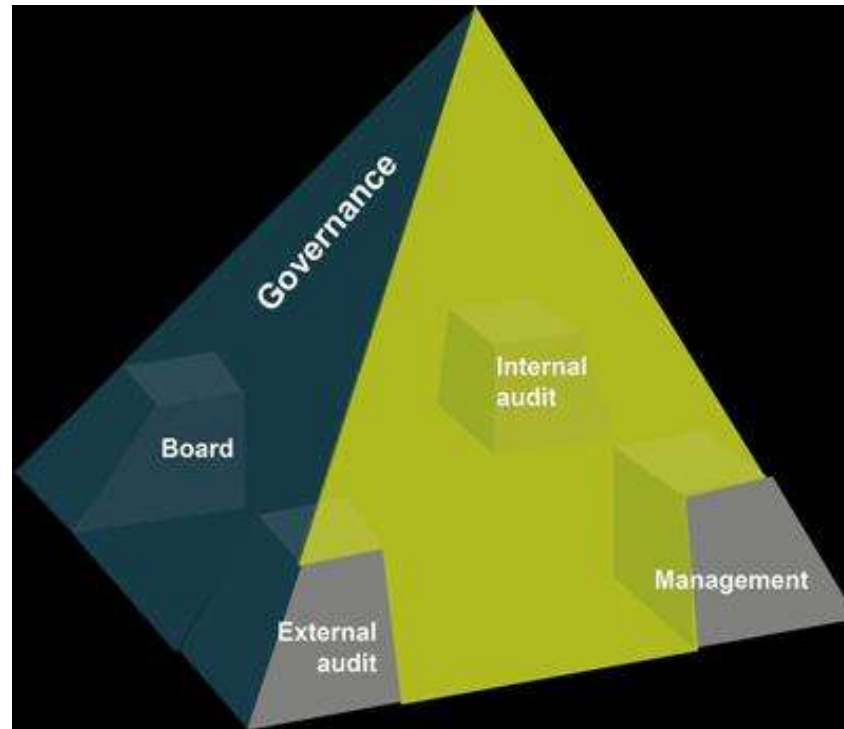 Governance
Internal
audit
Board
Management
External
audit